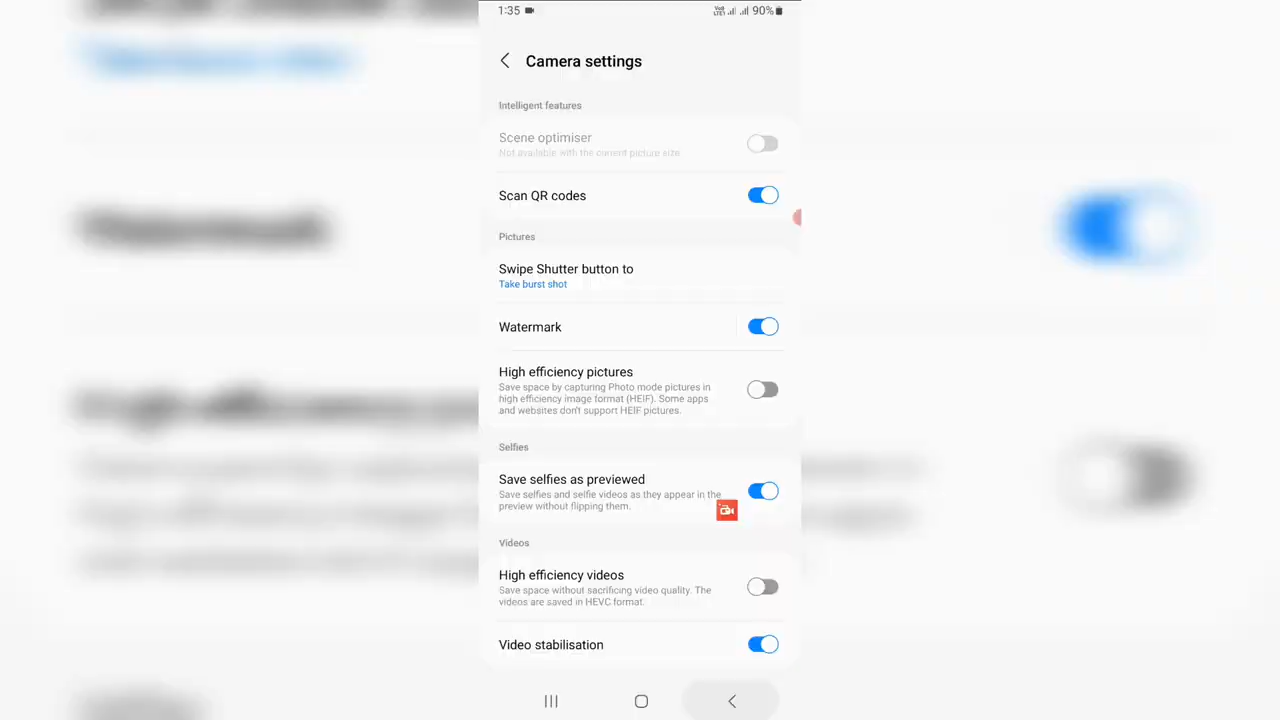 1:35
VoLTE1 90%
Camera settings
Intelligent features
Scene optimiser
Not available with the current picture size.
Scan QR codes
Pictures
Swipe Shutter button to
Take burst shot
Watermark
High efficiency pictures
Save space by capturing Photo mode pictures in
high efficiency image format (HEIF). Some apps
and websites don't support HEIF pictures.
Selfies
Save selfies as previewed
Save selfies and selfie videos as they appear in the
preview without flipping them.
Videos
High efficiency videos
Save space without sacrificing video quality. The
videos are saved in HEVC format.
Video stabilisation